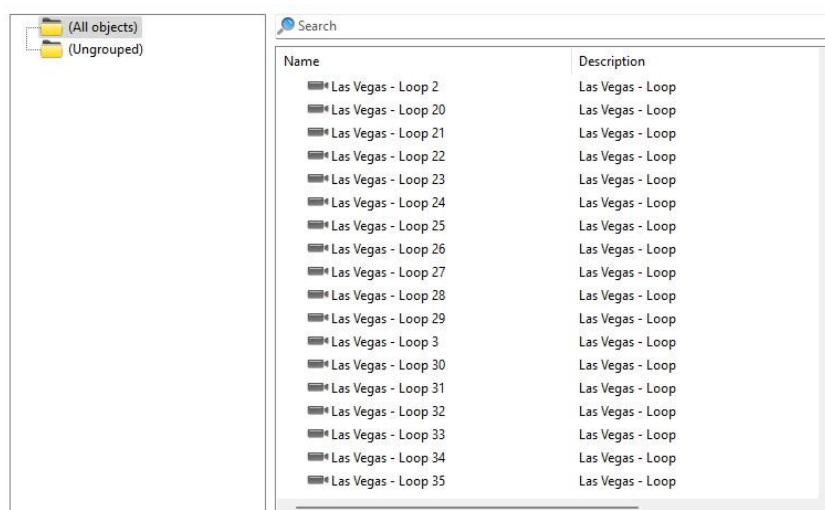 (All objects)
(Ungrouped)
Search
Name Description
Las Vegas - Loop 2 Las Vegas - Loop
Las Vegas - Loop 20 Las Vegas - Loop
Las Vegas - Loop 21 Las Vegas - Loop
Las Vegas - Loop 22 Las Vegas - Loop
Las Vegas - Loop 23 Las Vegas - Loop
Las Vegas - Loop 24 Las Vegas - Loop
Las Vegas - Loop 25 Las Vegas - Loop
Las Vegas - Loop 26 Las Vegas - Loop
Las Vegas - Loop 27 Las Vegas - Loop
Las Vegas - Loop 28 Las Vegas - Loop
Las Vegas - Loop 29 Las Vegas - Loop
Las Vegas - Loop 3 Las Vegas - Loop
Las Vegas - Loop 30 Las Vegas - Loop
Las Vegas - Loop 31 Las Vegas - Loop
Las Vegas - Loop 32 Las Vegas - Loop
Las Vegas - Loop 33 Las Vegas - Loop
Las Vegas - Loop 34 Las Vegas - Loop
Las Vegas - Loop 35 Las Vegas - Loop